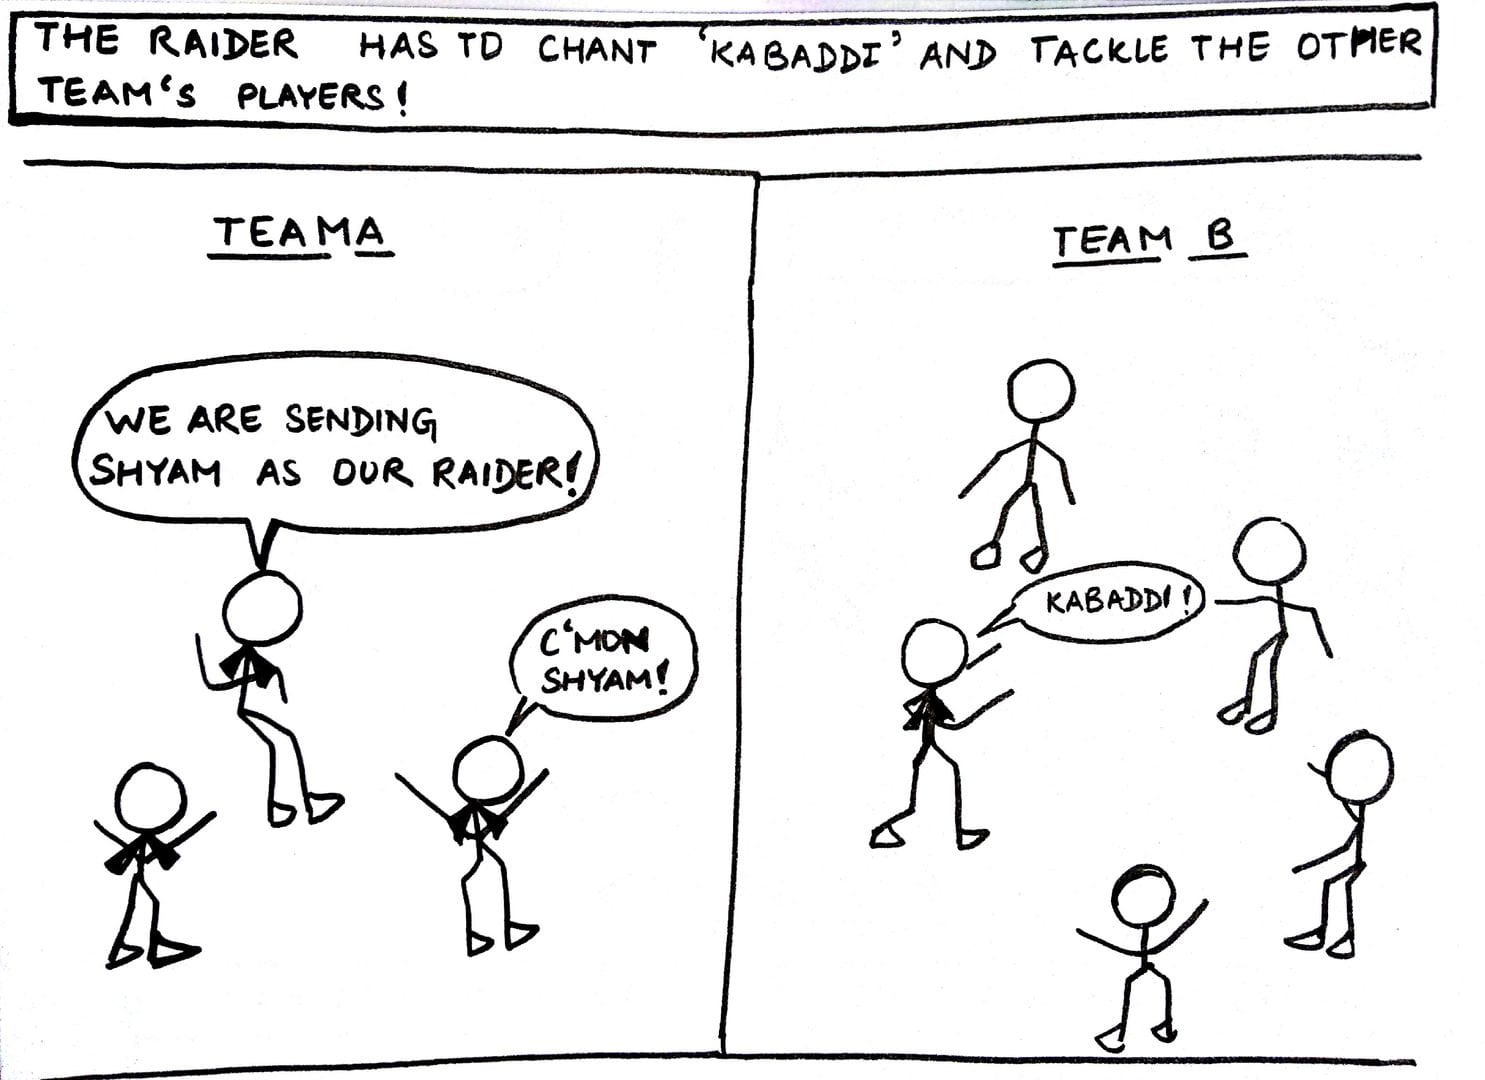 THE RAIDER HAS TO CHANT 'KABADDI' AND TACKLE THE OTHER
TEAM'S PLAYERS!
TEAM A
TEAM B
WE ARE SENDING
SHYAM AS OUR RAIDER!
C'MON
SHYAM!
KABADDI!